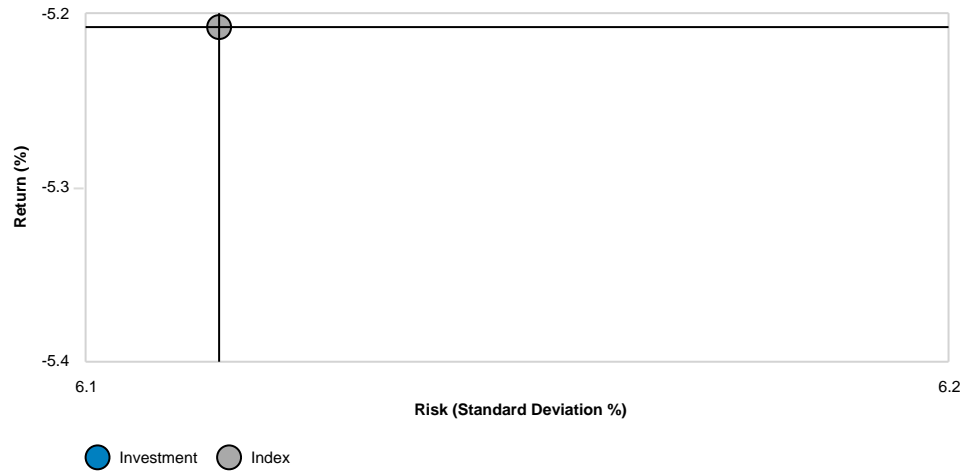 -5.2
-5.3
-5.4
Return (%)
6.1
6.2
Risk (Standard Deviation %)
Investment
Index